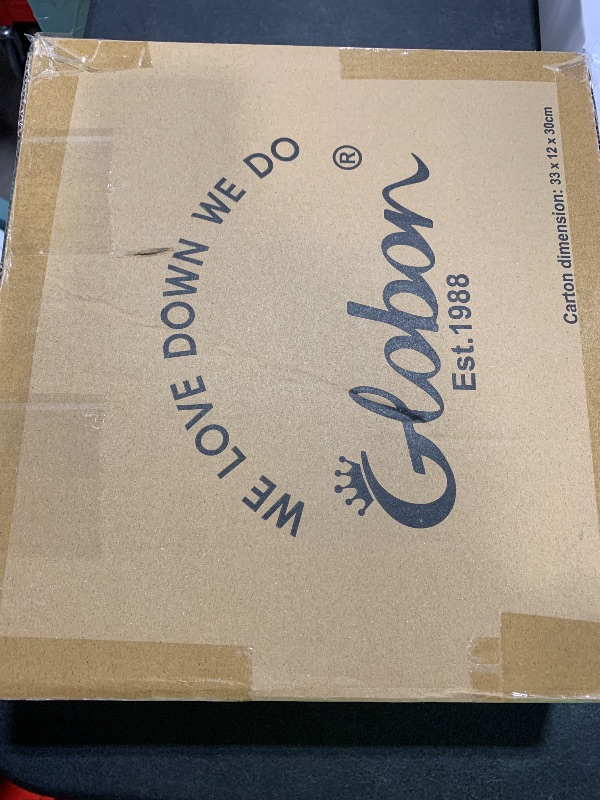 WE LOVE DOWN WE DO
Globon®
Est.1988
Carton dimension: 33 x 12 x 30cm